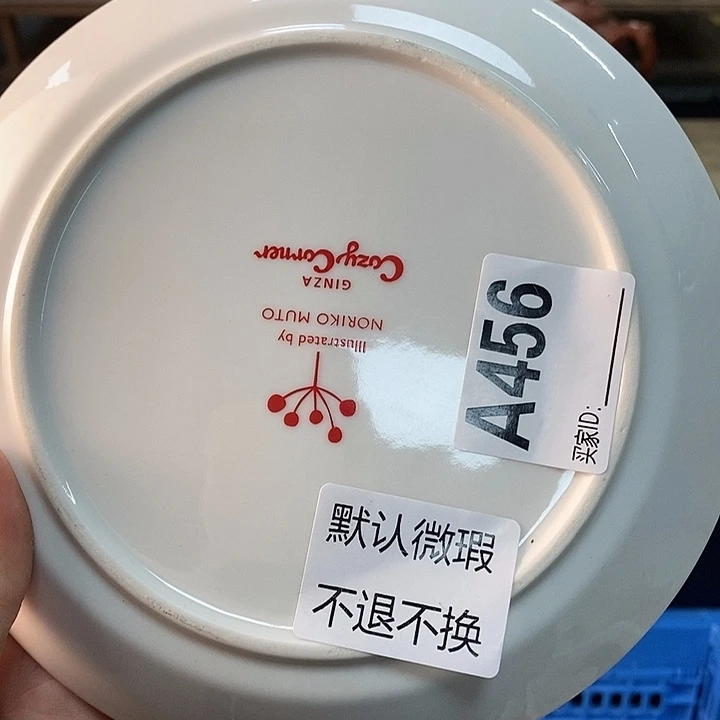 Illustrated by
NORIKO MUTO
GINZA
Cozy Corner
A456
买家ID:
默认微瑕
不退不换